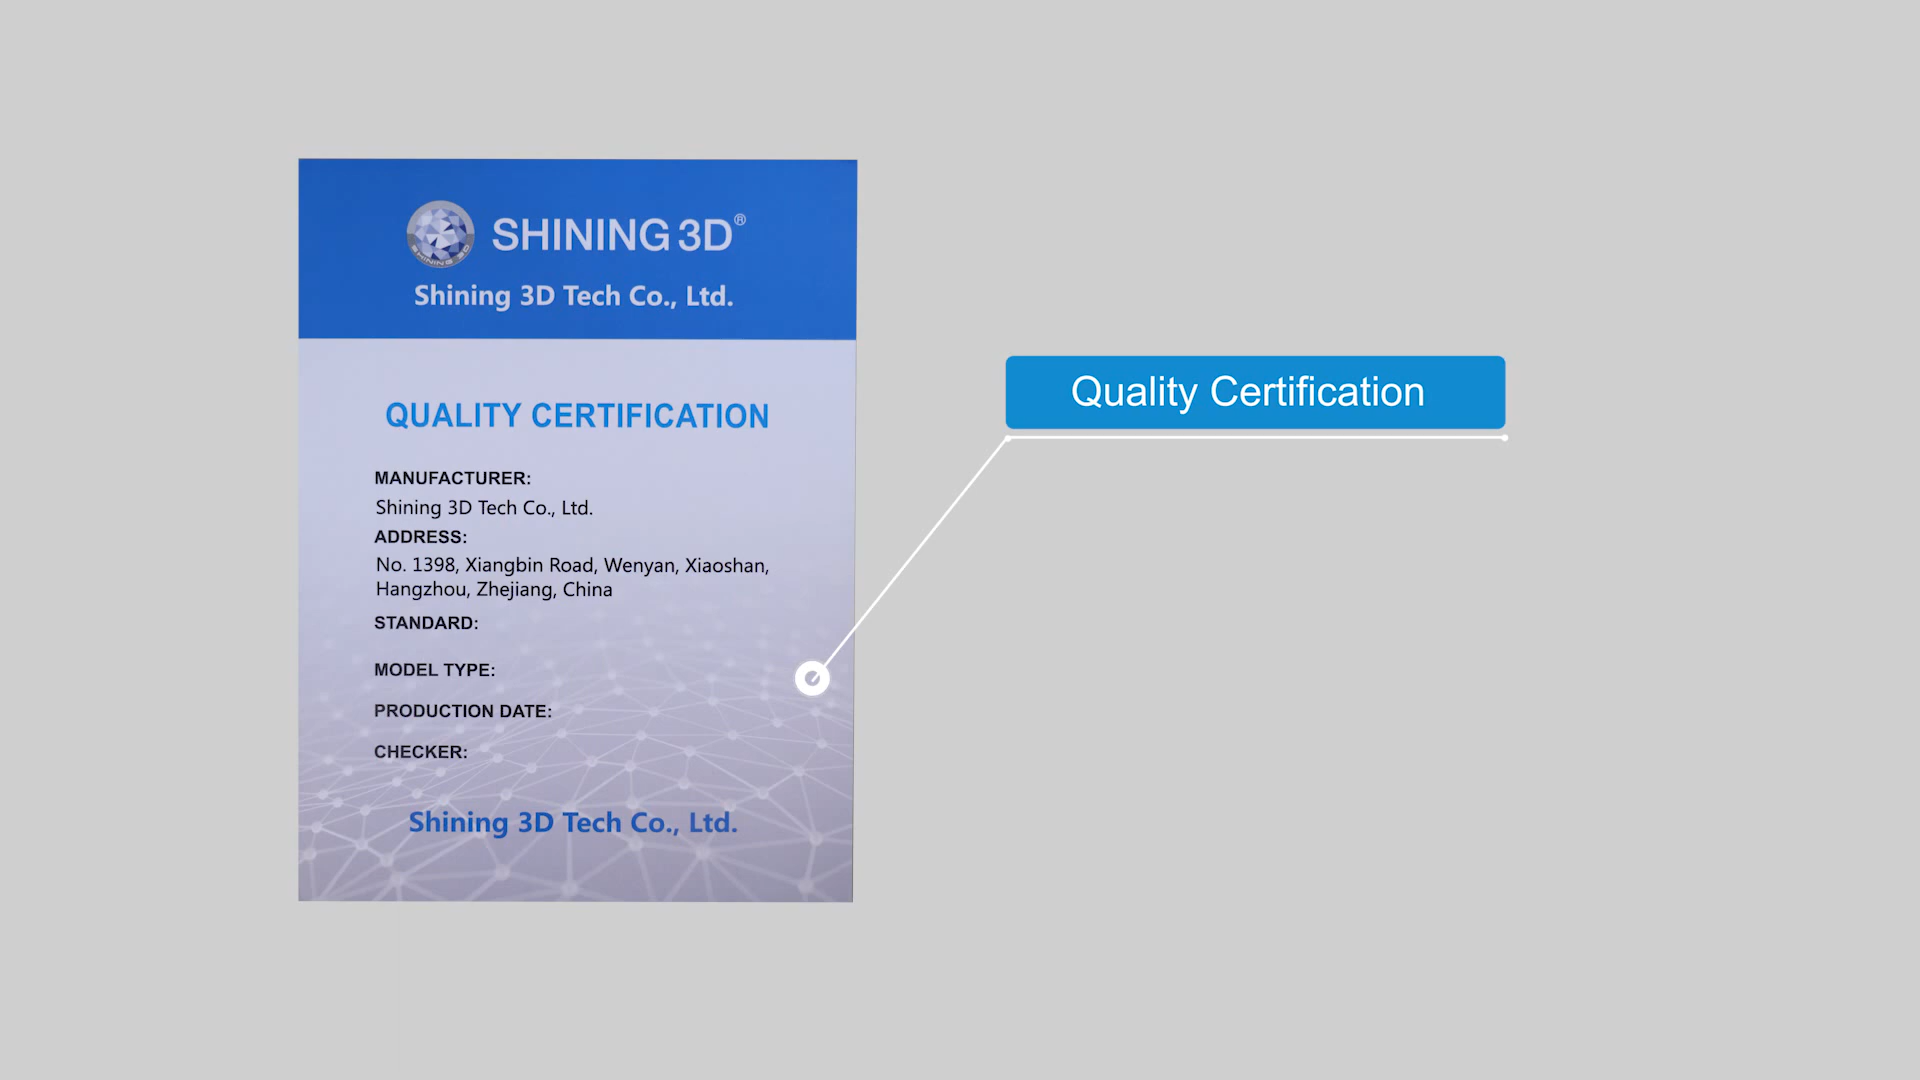 SHINING 3D
SHINING 3D®
Shining 3D Tech Co., Ltd.
QUALITY CERTIFICATION
MANUFACTURER:
Shining 3D Tech Co., Ltd.
ADDRESS:
No. 1398, Xiangbin Road, Wenyan, Xiaoshan,
Hangzhou, Zhejiang, China
STANDARD:
MODEL TYPE:
PRODUCTION DATE:
CHECKER:
Shining 3D Tech Co., Ltd.
Quality Certification